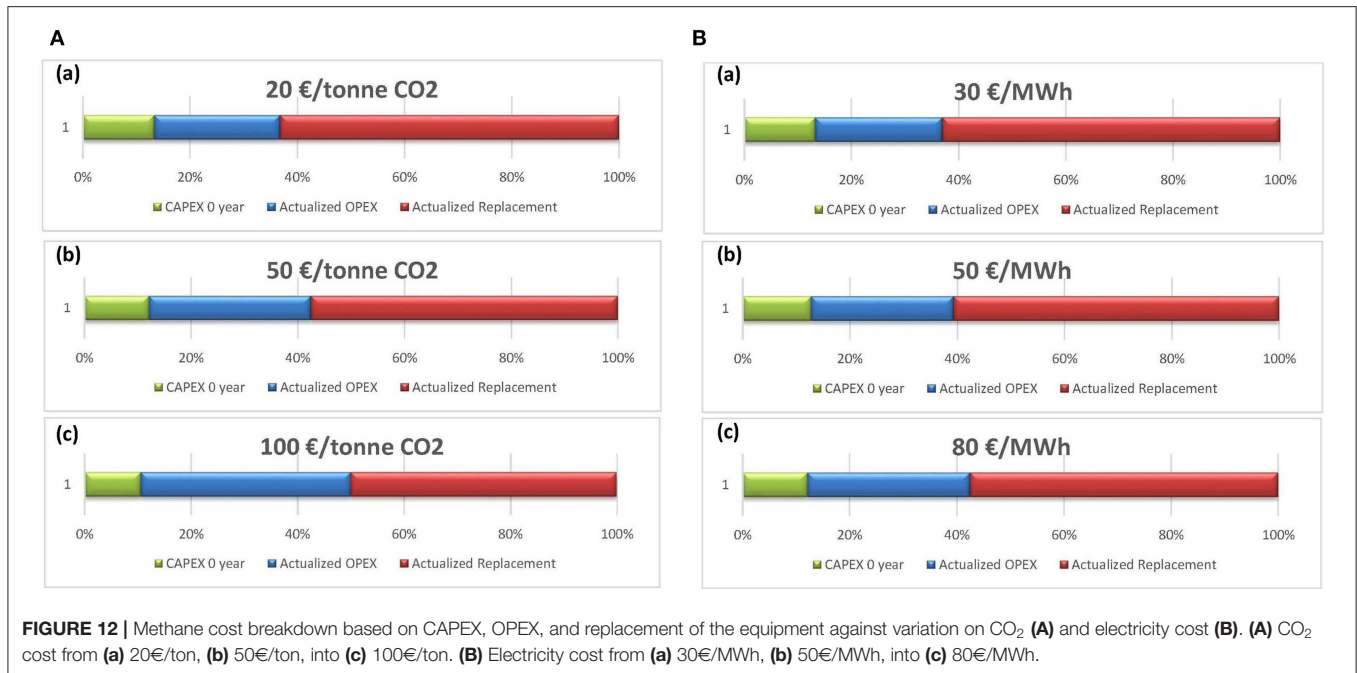 A
(a)
20 €/tonne CO2
1
0% 20% 40% 60% 80% 100%
CAPEX 0 year Actualized OPEX Actualized Replacement
(b)
50 €/tonne CO2
1
0% 20% 40% 60% 80% 100%
CAPEX 0 year Actualized OPEX Actualized Replacement
(c)
100 €/tonne CO2
1
0% 20% 40% 60% 80% 100%
CAPEX 0 year Actualized OPEX Actualized Replacement
B
(a)
30 €/MWh
1
0% 20% 40% 60% 80% 100%
CAPEX 0 year Actualized OPEX Actualized Replacement
(b)
50 €/MWh
1
0% 20% 40% 60% 80% 100%
CAPEX 0 year Actualized OPEX Actualized Replacement
(c)
80 €/MWh
1
0% 20% 40% 60% 80% 100%
CAPEX 0 year Actualized OPEX Actualized Replacement
FIGURE 12 | Methane cost breakdown based on CAPEX, OPEX, and replacement of the equipment against variation on CO₂ (A) and electricity cost (B). (A) CO₂
cost from (a) 20€/ton, (b) 50€/ton, into (c) 100€/ton. (B) Electricity cost from (a) 30€/MWh, (b) 50€/MWh, into (c) 80€/MWh.